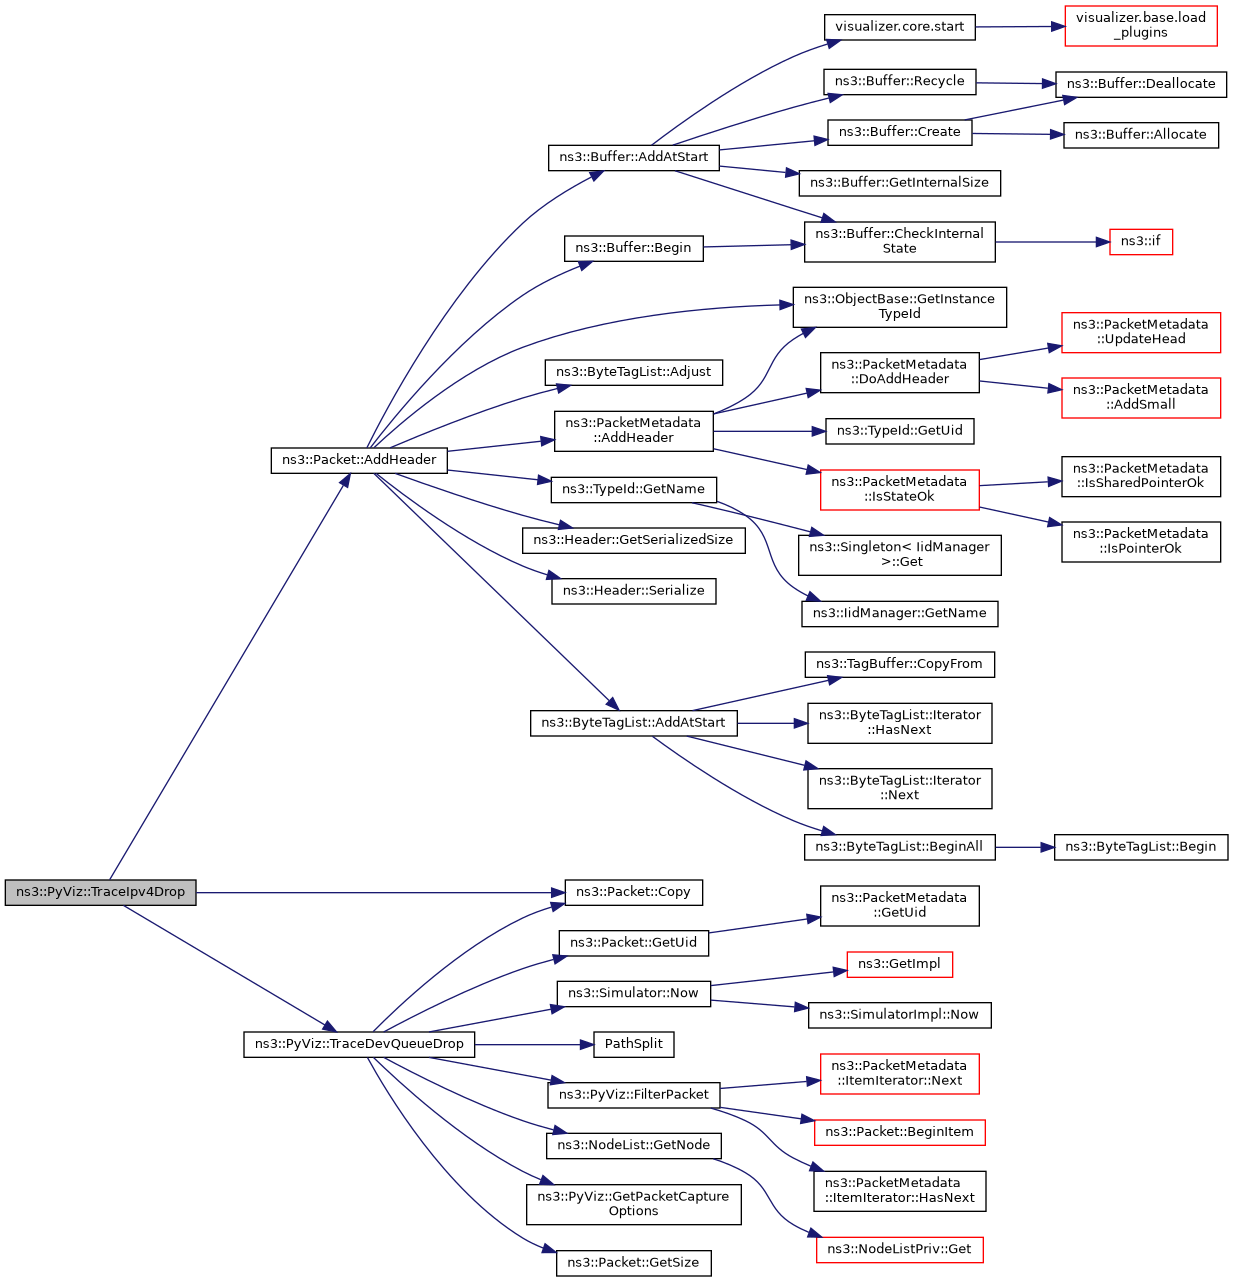 visualizer.core.start
visualizer.base.load
_plugins
ns3::Buffer::Recycle
ns3::Buffer::Deallocate
ns3::Buffer::Create
ns3::Buffer::Allocate
ns3::Buffer::AddAtStart
ns3::Buffer::GetInternalSize
ns3::Buffer::CheckInternal
State
ns3::if
ns3::Buffer::Begin
ns3::ObjectBase::GetInstance
TypeId
ns3::PacketMetadata
::UpdateHead
ns3::ByteTagList::Adjust
ns3::PacketMetadata
::DoAddHeader
ns3::PacketMetadata
::AddSmall
ns3::PacketMetadata
::AddHeader
ns3::TypeId::GetUid
ns3::Packet::AddHeader
ns3::PacketMetadata
::IsStateOk
ns3::PacketMetadata
::IsSharedPointerOk
ns3::TypeId::GetName
ns3::PacketMetadata
::IsPointerOk
ns3::Header::GetSerializedSize
ns3::Singleton< IidManager
>::Get
ns3::Header::Serialize
ns3::IidManager::GetName
ns3::TagBuffer::CopyFrom
ns3::ByteTagList::AddAtStart
ns3::ByteTagList::Iterator
::HasNext
ns3::ByteTagList::Iterator
::Next
ns3::ByteTagList::BeginAll
ns3::ByteTagList::Begin
ns3::PyViz::TraceIpv4Drop
ns3::Packet::Copy
ns3::PacketMetadata
::GetUid
ns3::Packet::GetUid
ns3::GetImpl
ns3::Simulator::Now
ns3::SimulatorImpl::Now
ns3::PyViz::TraceDevQueueDrop
PathSplit
ns3::PacketMetadata
::ItemIterator::Next
ns3::PyViz::FilterPacket
ns3::Packet::BeginItem
ns3::NodeList::GetNode
ns3::PacketMetadata
::ItemIterator::HasNext
ns3::PyViz::GetPacketCapture
Options
ns3::NodeListPriv::Get
ns3::Packet::GetSize